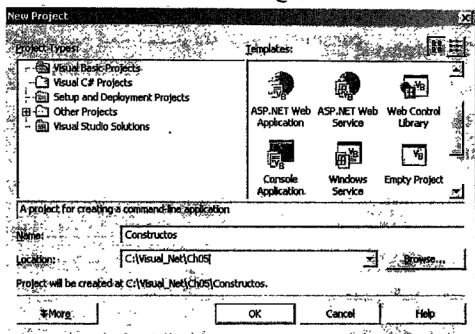 New Project
Project Types:
Templates:
Visual Basic Projects
Visual C# Projects
Setup and Deployment Projects
Other Projects
Visual Studio Solutions
ASP.NET Web Application
ASP.NET Web Service
Web Control Library
Console Application
Windows Service
Empty Project
A project for creating a command-line application
Name:
Constructos
Location:
C:\Visual_Net\Ch05
Browse...
Project will be created at C:\Visual_Net\Ch05\Constructos.
More
OK
Cancel
Help